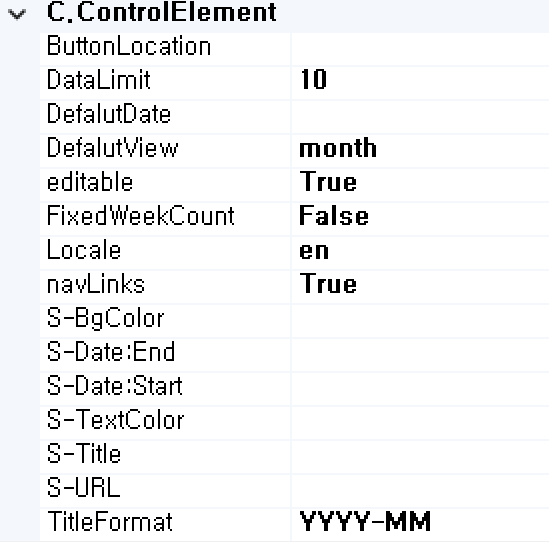 C.ControlElement
ButtonLocation
DataLimit 10
DefalutDate
DefalutView month
editable True
FixedWeekCount False
Locale en
navLinks True
S-BgColor
S-Date:End
S-Date:Start
S-TextColor
S-Title
S-URL
TitleFormat YYYY-MM